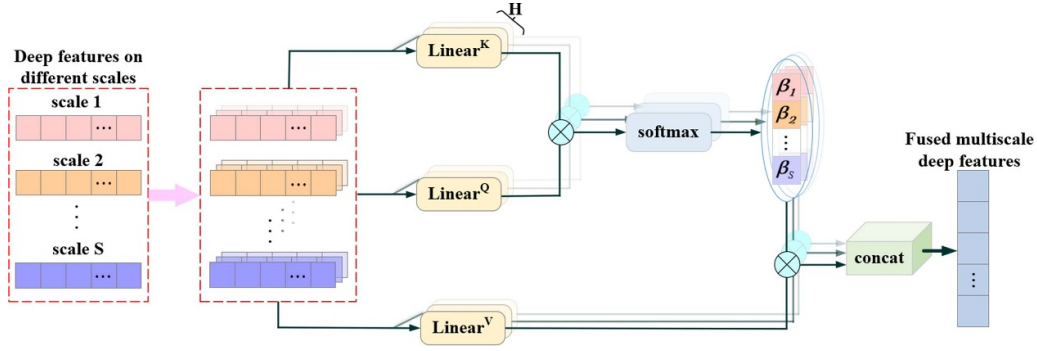 H
Deep features on
different scales
scale 1
...
scale 2
...
scale S
...
...
...
...
Linear^K
Linear^Q
Linear^V
softmax
β₁
β₂
⋮
βₛ
concat
Fused multiscale
deep features
⋮